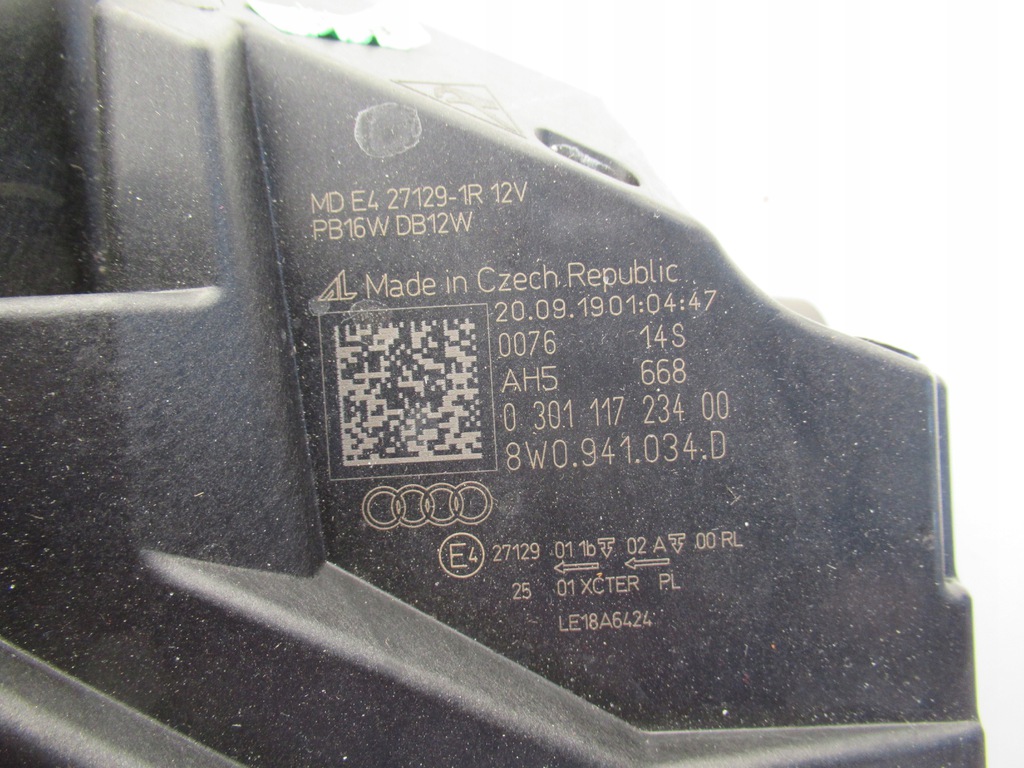 MD E4 27129-1R 12V
PB16W DB12W
AL Made in Czech Republic
20.09.19 01:04:47
0076 14S
AH5 668
0 301 117 234 00
8W0.941.034.D
E4 27129 01 1b 02 A 00 RL
25 01 XCTER PL
LE18A6424